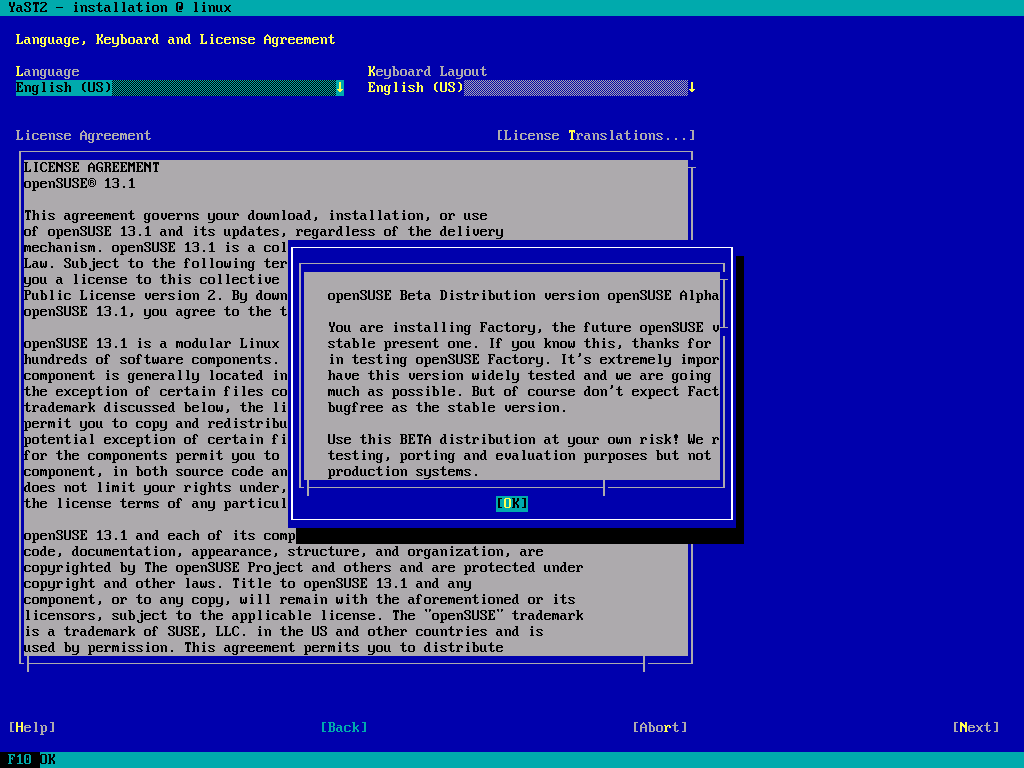 YaST2 - installation @ linux
Language, Keyboard and License Agreement
Language
Keyboard Layout
English (US)
English (US)
License Agreement
[License Translations...]
LICENSE AGREEMENT
openSUSE® 13.1
This agreement governs your download, installation, or use
of openSUSE 13.1 and its updates, regardless of the delivery
mechanism. openSUSE 13.1 is a col
Law. Subject to the following ter
you a license to this collective
Public License version 2. By down
openSUSE 13.1, you agree to the t
openSUSE 13.1 is a modular Linux
hundreds of software components.
component is generally located in
the exception of certain files co
trademark discussed below, the li
permit you to copy and redistribu
potential exception of certain fi
for the components permit you to
component, in both source code an
does not limit your rights under,
the license terms of any particul
openSUSE 13.1 and each of its comp
code, documentation, appearance, structure, and organization, are
copyrighted by The openSUSE Project and others and are protected under
copyright and other laws. Title to openSUSE 13.1 and any
component, or to any copy, will remain with the aforementioned or its
licensors, subject to the applicable license. The "openSUSE" trademark
is a trademark of SUSE, LLC. in the US and other countries and is
used by permission. This agreement permits you to distribute
openSUSE Beta Distribution version openSUSE Alpha
You are installing Factory, the future openSUSE v
stable present one. If you know this, thanks for
in testing openSUSE Factory. It's extremely impor
have this version widely tested and we are going
much as possible. But of course don't expect Fact
bugfree as the stable version.
Use this BETA distribution at your own risk! We r
testing, porting and evaluation purposes but not
production systems.
[OK]
[Help]
[Back]
[Abort]
[Next]
F10 OK